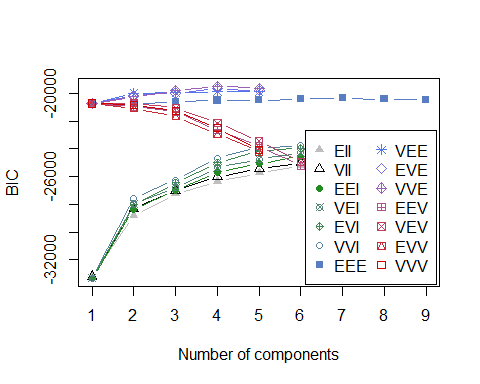 BIC
-20000
-26000
-32000
1 2 3 4 5 6 7 8 9
Number of components
EII VEE
VII EVE
EEI VVE
VEI EEV
EVI VEV
VVI EVV
EEE VVV